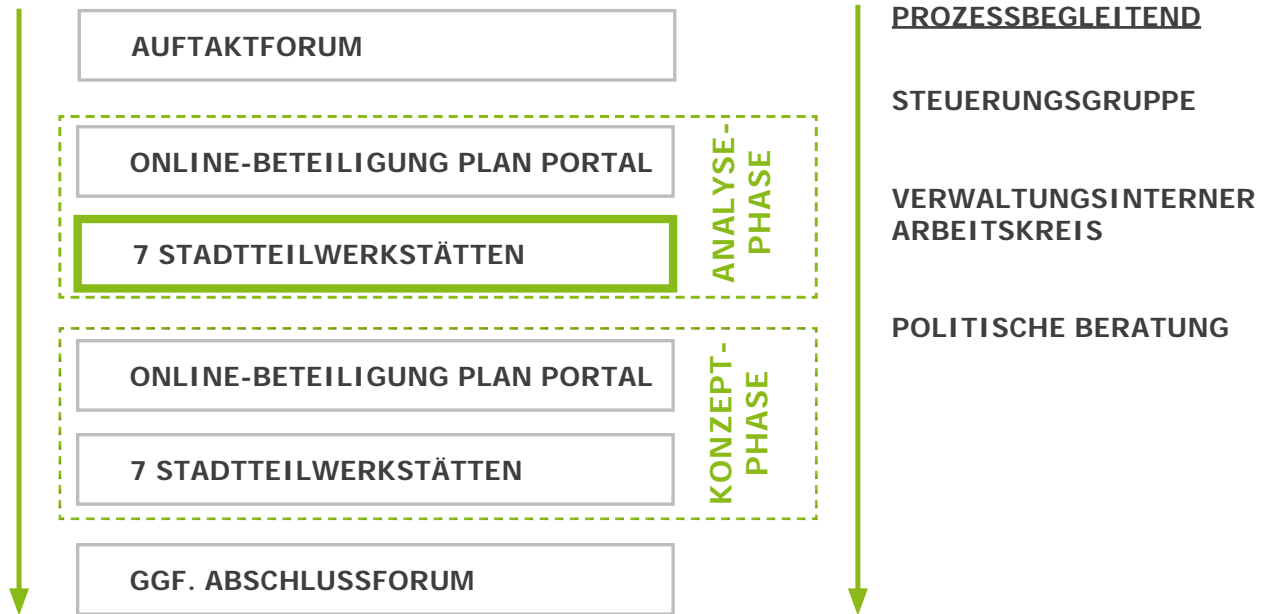 AUFTAKTFORUM
ONLINE-BETEILIGUNG PLAN PORTAL
7 STADTTEILWERKSTÄTTEN
ANALYSE-
PHASE
ONLINE-BETEILIGUNG PLAN PORTAL
7 STADTTEILWERKSTÄTTEN
KONZEPT-
PHASE
GGF. ABSCHLUSSFORUM
PROZESSBEGLEITEND
STEUERUNGSGRUPPE
VERWALTUNGSINTERNER
ARBEITSKREIS
POLITISCHE BERATUNG